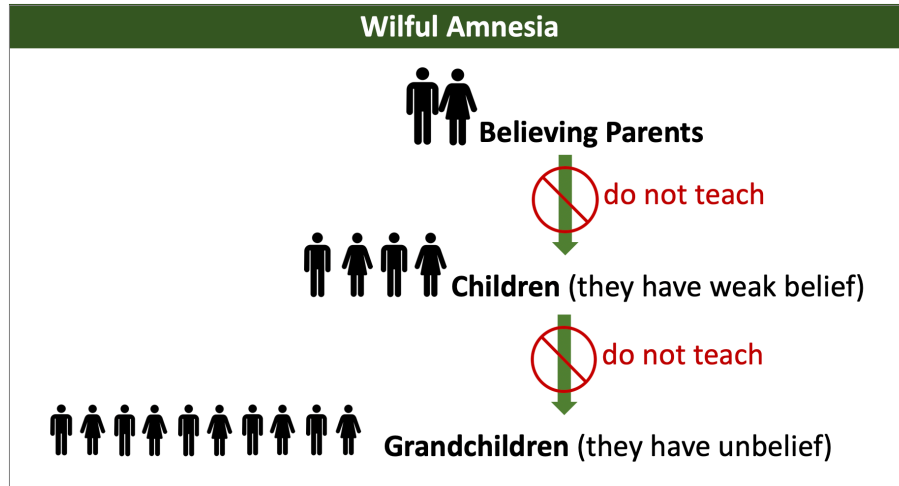 Wilful Amnesia
Believing Parents
do not teach
Children (they have weak belief)
do not teach
Grandchildren (they have unbelief)